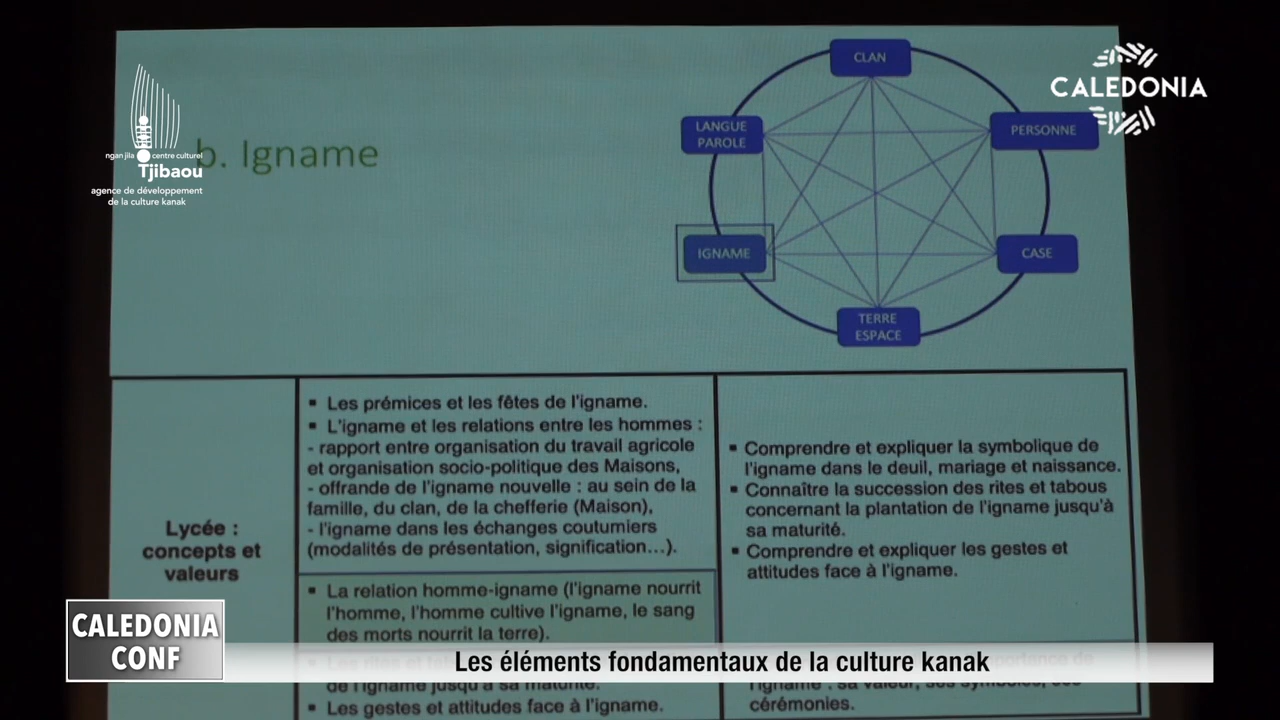 CLAN
CALEDONIA
LANGUE
PAROLE
PERSONNE
ngan jila centre culturel
Tjibaou
agence de développement
de la culture kanak
b. Igname
IGNAME
CASE
TERRE
ESPACE
Lycée :
concepts et
valeurs
▪ Les prémices et les fêtes de l'igname.
▪ L'igname et les relations entre les hommes :
- rapport entre organisation du travail agricole
et organisation socio-politique des Maisons,
- offrande de l'igname nouvelle : au sein de la
famille, du clan, de la chefferie (Maison),
- l'igname dans les échanges coutumiers
(modalités de présentation, signification...).
▪ La relation homme-igname (l'igname nourrit
l'homme, l'homme cultive l'igname, le sang
des morts nourrit la terre).
de l'igname jusqu'à sa maturité.
▪ Les gestes et attitudes face à l'igname.
▪ Comprendre et expliquer la symbolique de
l'igname dans le deuil, mariage et naissance.
▪ Connaître la succession des rites et tabous
concernant la plantation de l'igname jusqu'à
sa maturité.
▪ Comprendre et expliquer les gestes et
attitudes face à l'igname.
l'igname : sa valeur, ses symboles, ses
cérémonies.
CALEDONIA
CONF
Les éléments fondamentaux de la culture kanak